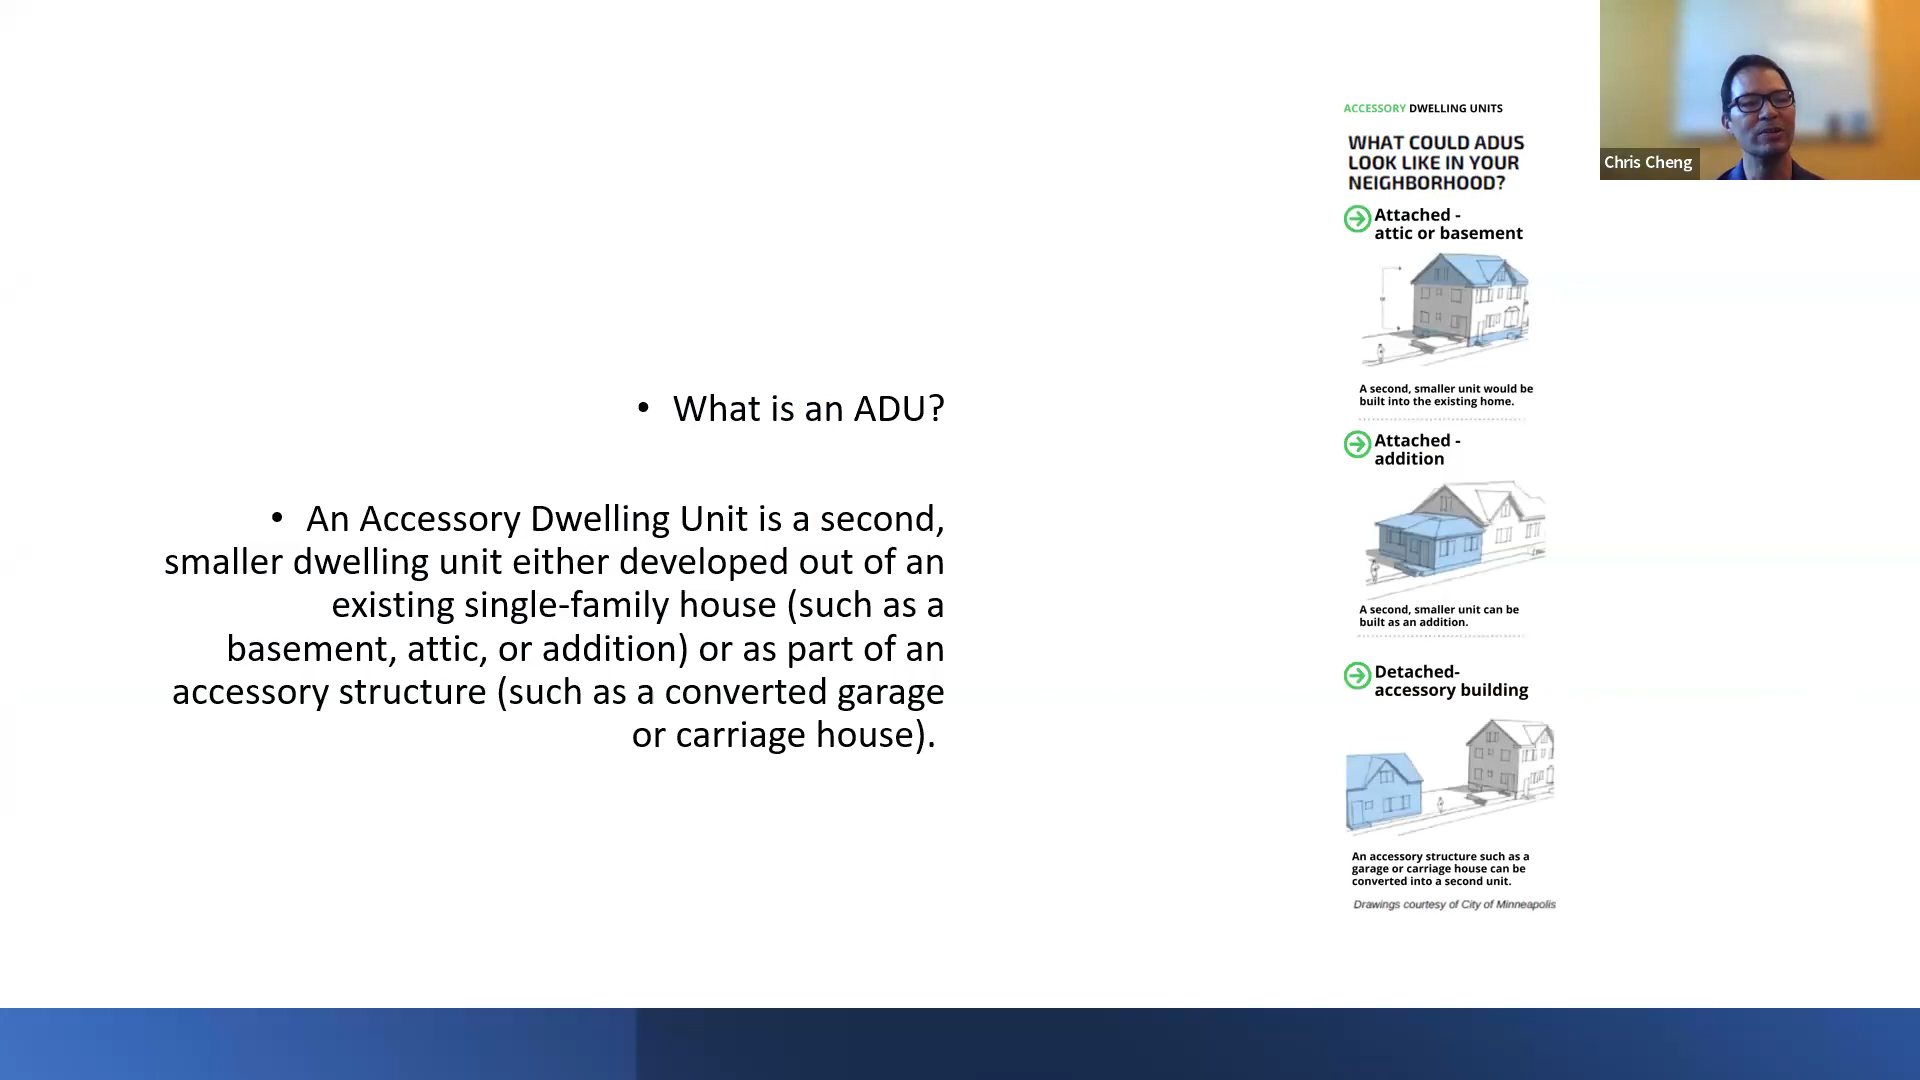 • What is an ADU?
• An Accessory Dwelling Unit is a second,
smaller dwelling unit either developed out of an
existing single-family house (such as a
basement, attic, or addition) or as part of an
accessory structure (such as a converted garage
or carriage house).
ACCESSORY DWELLING UNITS
WHAT COULD ADUS
LOOK LIKE IN YOUR
NEIGHBORHOOD?
Attached -
attic or basement
A second, smaller unit would be
built into the existing home.
Attached -
addition
A second, smaller unit can be
built as an addition.
Detached-
accessory building
An accessory structure such as a
garage or carriage house can be
converted into a second unit.
Drawings courtesy of City of Minneapolis
Chris Cheng